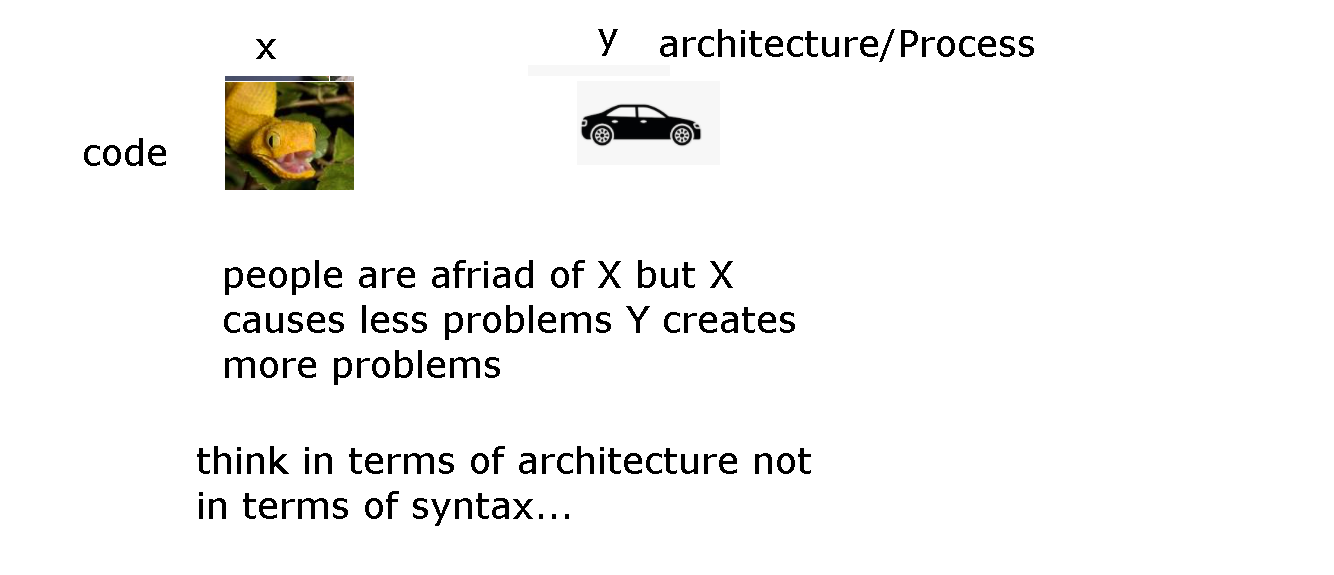 x
y architecture/Process
code
people are afriad of X but X
causes less problems Y creates
more problems
think in terms of architecture not
in terms of syntax...